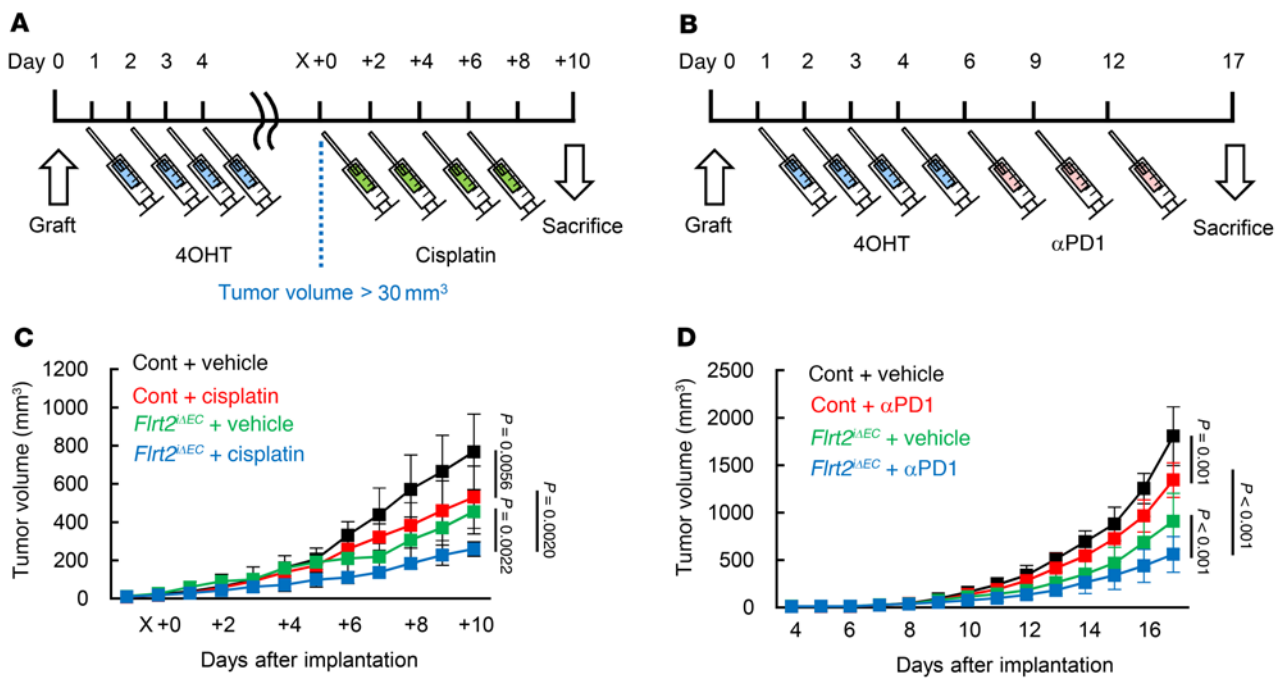 A
Day 0 1 2 3 4 X +0 +2 +4 +6 +8 +10
Graft
4OHT
Cisplatin
Sacrifice
Tumor volume > 30 mm³
B
Day 0 1 2 3 4 6 9 12 17
Graft
4OHT
αPD1
Sacrifice
C
Cont + vehicle
Cont + cisplatin
Flrt2iΔEC + vehicle
Flrt2iΔEC + cisplatin
Tumor volume (mm³)
1200
1000
800
600
400
200
0
X +0 +2 +4 +6 +8 +10
Days after implantation
P = 0.0056
P = 0.0022
P = 0.0020
D
Cont + vehicle
Cont + αPD1
Flrt2iΔEC + vehicle
Flrt2iΔEC + αPD1
Tumor volume (mm³)
2500
2000
1500
1000
500
0
4 6 8 10 12 14 16
Days after implantation
P = 0.001
P < 0.001
P < 0.001